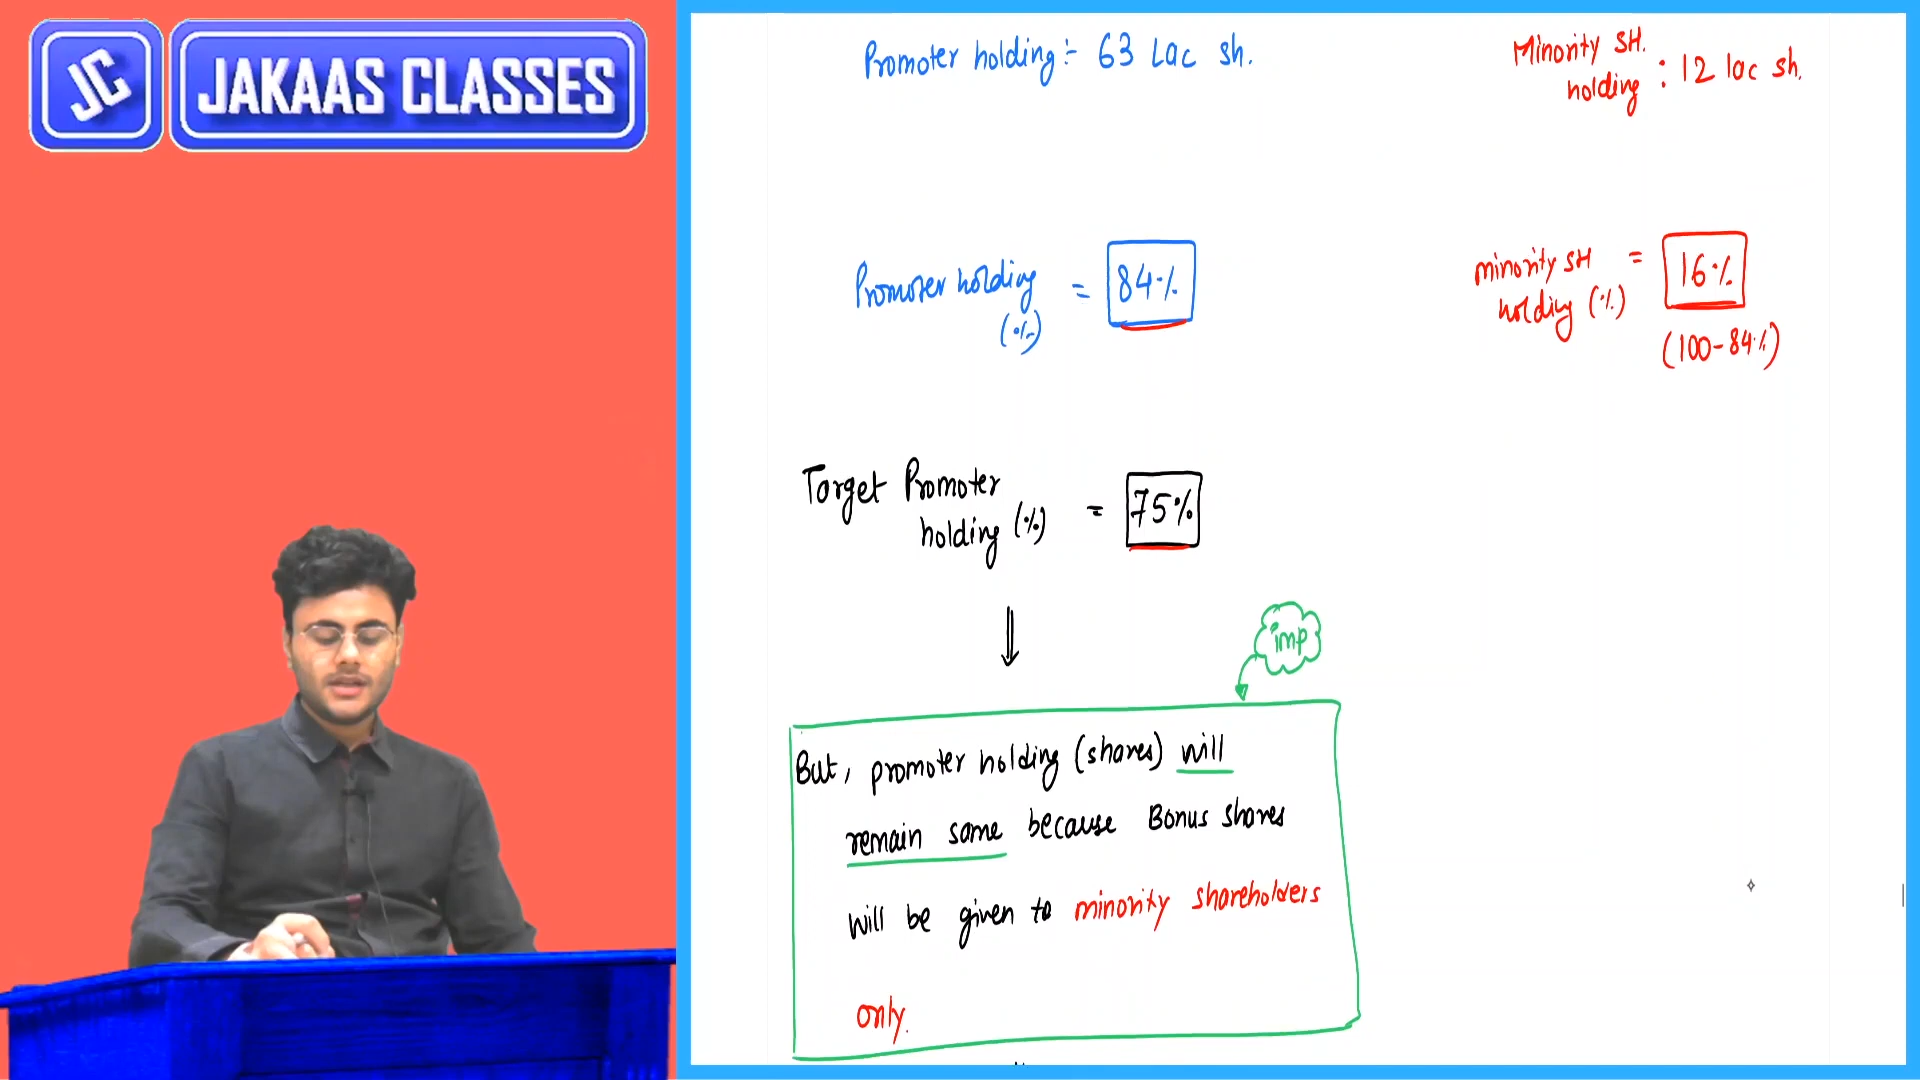 JC JAKAAS CLASSES
Promoter holding :- 63 Lac sh.
Minority SH.
holding : 12 lac sh.
Promoter holding = 84%
(%)
minority SH = 16%
holding (%)
(100-84%)
Target Promoter
holding (%) = 75%
imp
But, promoter holding (shares) will
remain same because Bonus shares
will be given to minority shareholders
only.